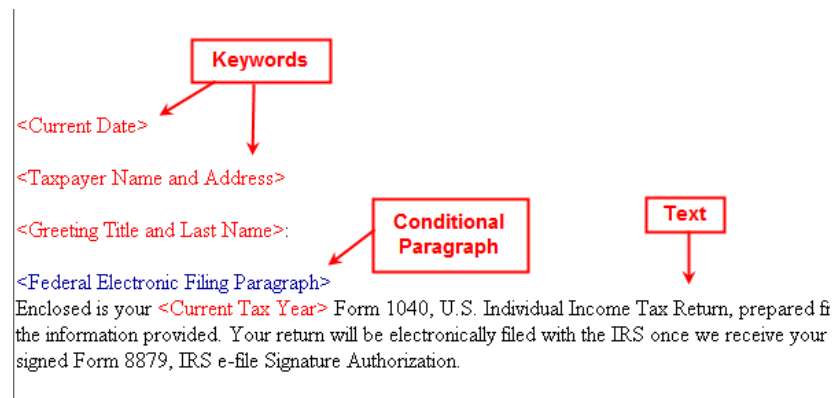 Keywords
<Current Date>
<Taxpayer Name and Address>
<Greeting Title and Last Name>:
Conditional
Paragraph
Text
<Federal Electronic Filing Paragraph>
Enclosed is your <Current Tax Year> Form 1040, U.S. Individual Income Tax Return, prepared
the information provided. Your return will be electronically filed with the IRS once we receive your
signed Form 8879, IRS e-file Signature Authorization.